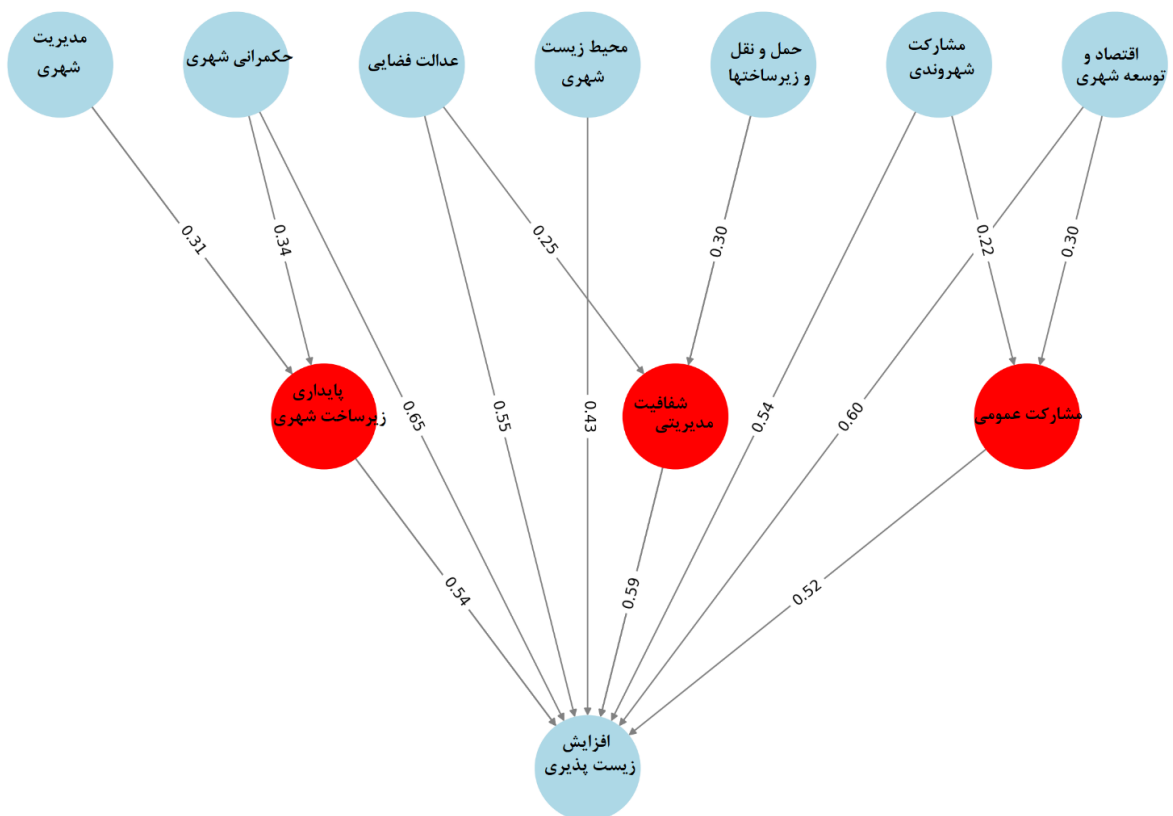 مدیریت
شهری
حکمرانی شهری
عدالت فضایی
محیط زیست
شهری
حمل و نقل
و زیرساختها
مشارکت
شهروندی
اقتصاد و
توسعه شهری
0.31
0.34
0.25
0.30
0.22
0.30
پایداری
زیرساخت شهری
0.65
0.55
0.43
شفافیت
مدیریتی
0.54
0.60
مشارکت عمومی
0.54
0.59
0.52
افزایش
زیست پذیری